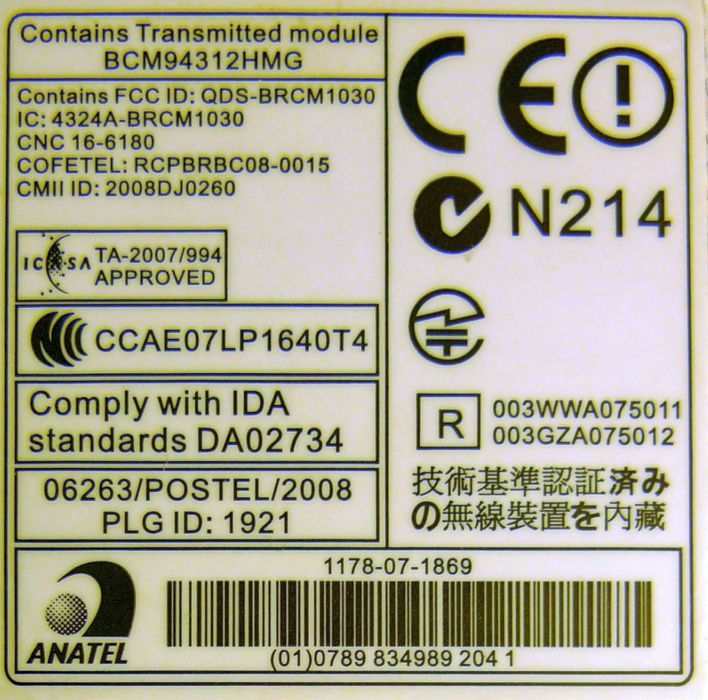 Contains Transmitted module
BCM94312HMG
Contains FCC ID: QDS-BRCM1030
IC: 4324A-BRCM1030
CNC 16-6180
COFETEL: RCPBRBC08-0015
CMII ID: 2008DJ0260
ICASA TA-2007/994
APPROVED
CCAE07LP1640T4
Comply with IDA
standards DA02734
06263/POSTEL/2008
PLG ID: 1921
CE
N214
R
003WWA075011
003GZA075012
技術基準認証済み
の無線裝置を内藏
ANATEL
1178-07-1869
(01)0789 834989 204 1